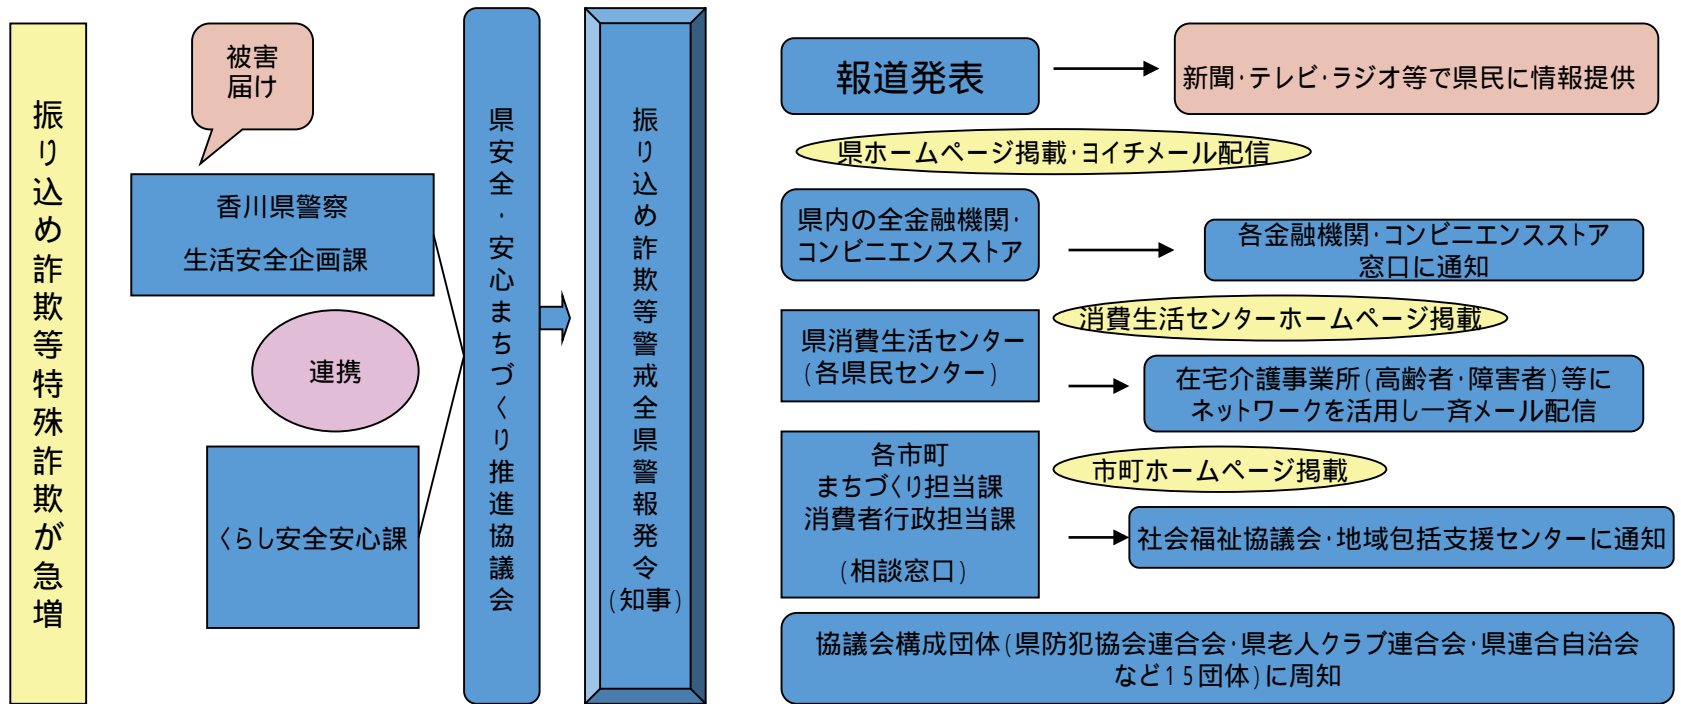 振り込め詐欺等特殊詐欺が急増
被害
届け
香川県警察
生活安全企画課
連携
くらし安全安心課
県安全・安心まちづくり推進協議会
振り込め詐欺等警戒全県警報発令
(知事)
報道発表
新聞・テレビ・ラジオ等で県民に情報提供
県ホームページ掲載・ヨイチメール配信
県内の全金融機関・
コンビニエンスストア
各金融機関・コンビニエンスストア
窓口に通知
消費生活センターホームページ掲載
県消費生活センター
(各県民センター)
在宅介護事業所(高齢者・障害者)等に
ネットワークを活用し一斉メール配信
各市町
まちづくり担当課
消費者行政担当課
(相談窓口)
市町ホームページ掲載
社会福祉協議会・地域包括支援センターに通知
協議会構成団体(県防犯協会連合会・県老人クラブ連合会・県連合自治会
など15団体)に周知